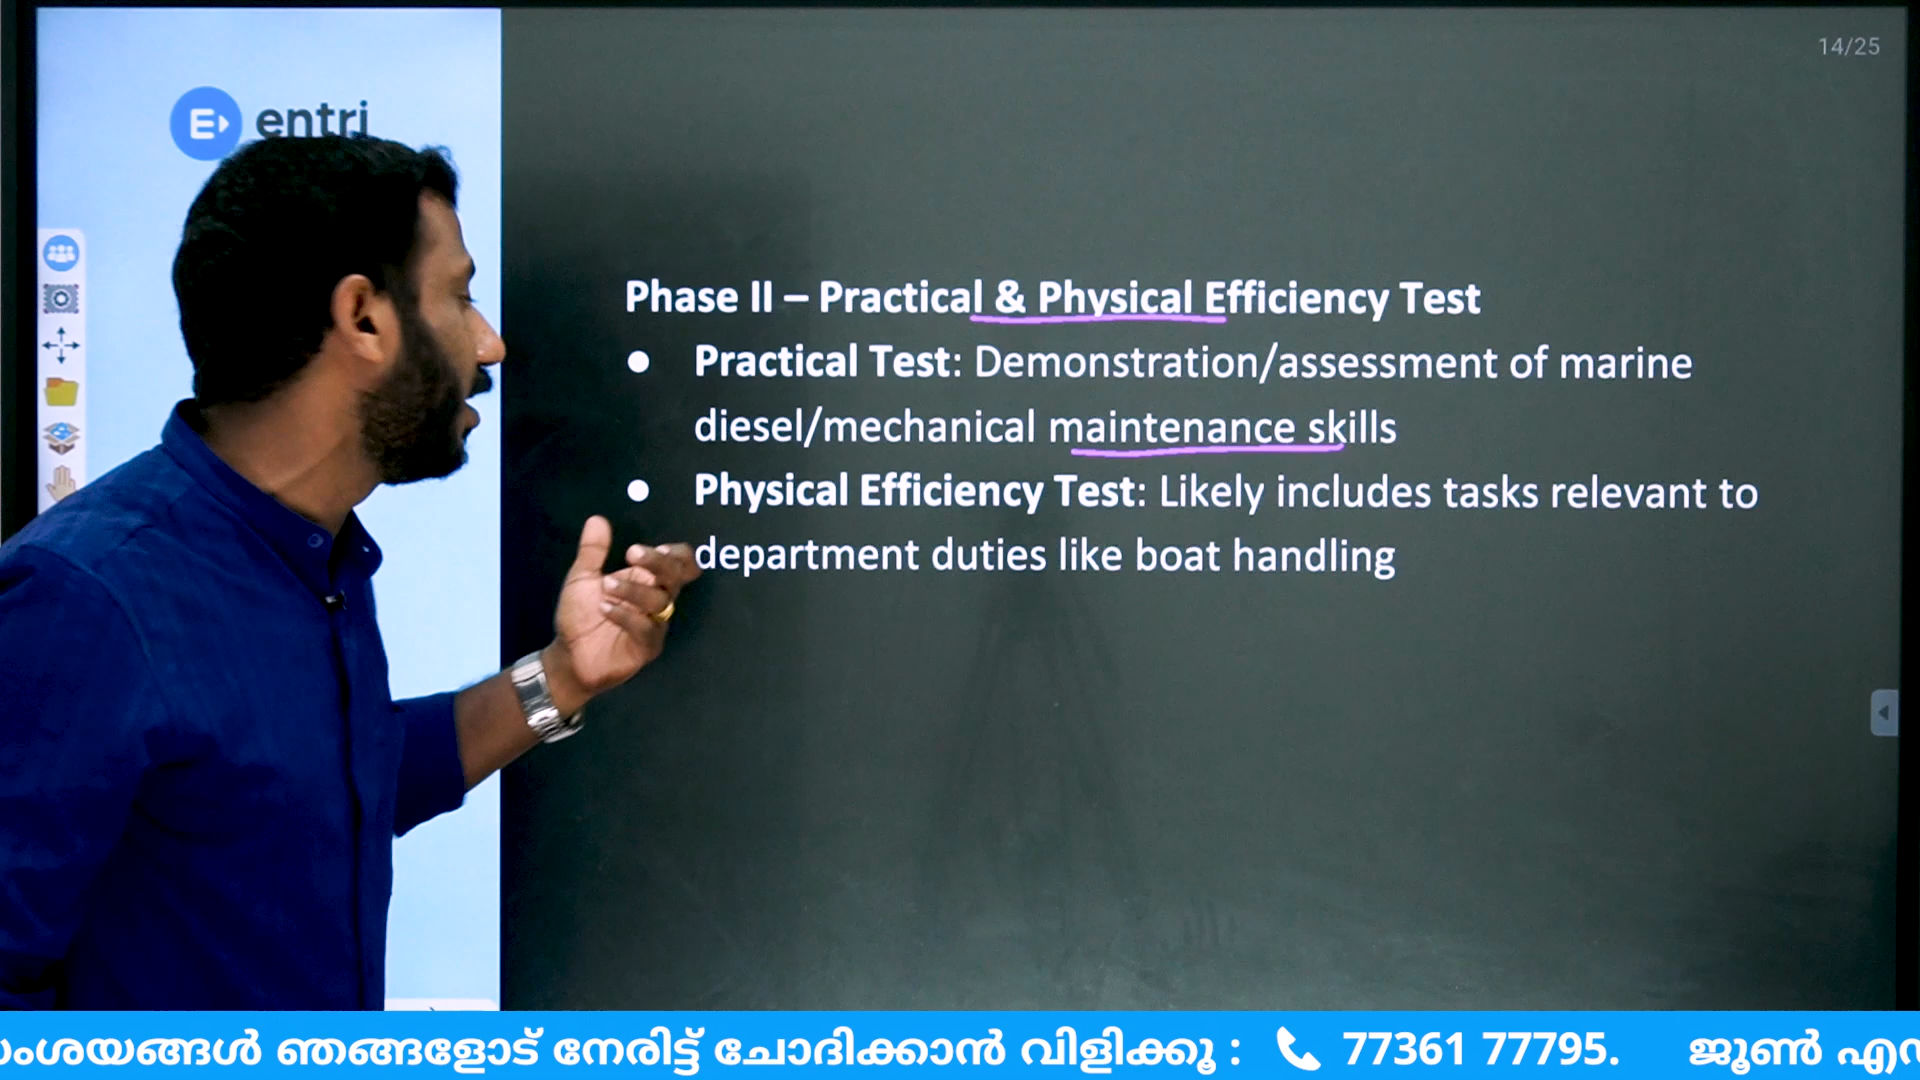 14/25
entri
Phase II – Practical & Physical Efficiency Test
● Practical Test: Demonstration/assessment of marine
diesel/mechanical maintenance skills
● Physical Efficiency Test: Likely includes tasks relevant to
department duties like boat handling
ഞങ്ങളോട് നേരിട്ട് ചോദിക്കാൻ വിളിക്കൂ : 77361 77795. ജൂൺ